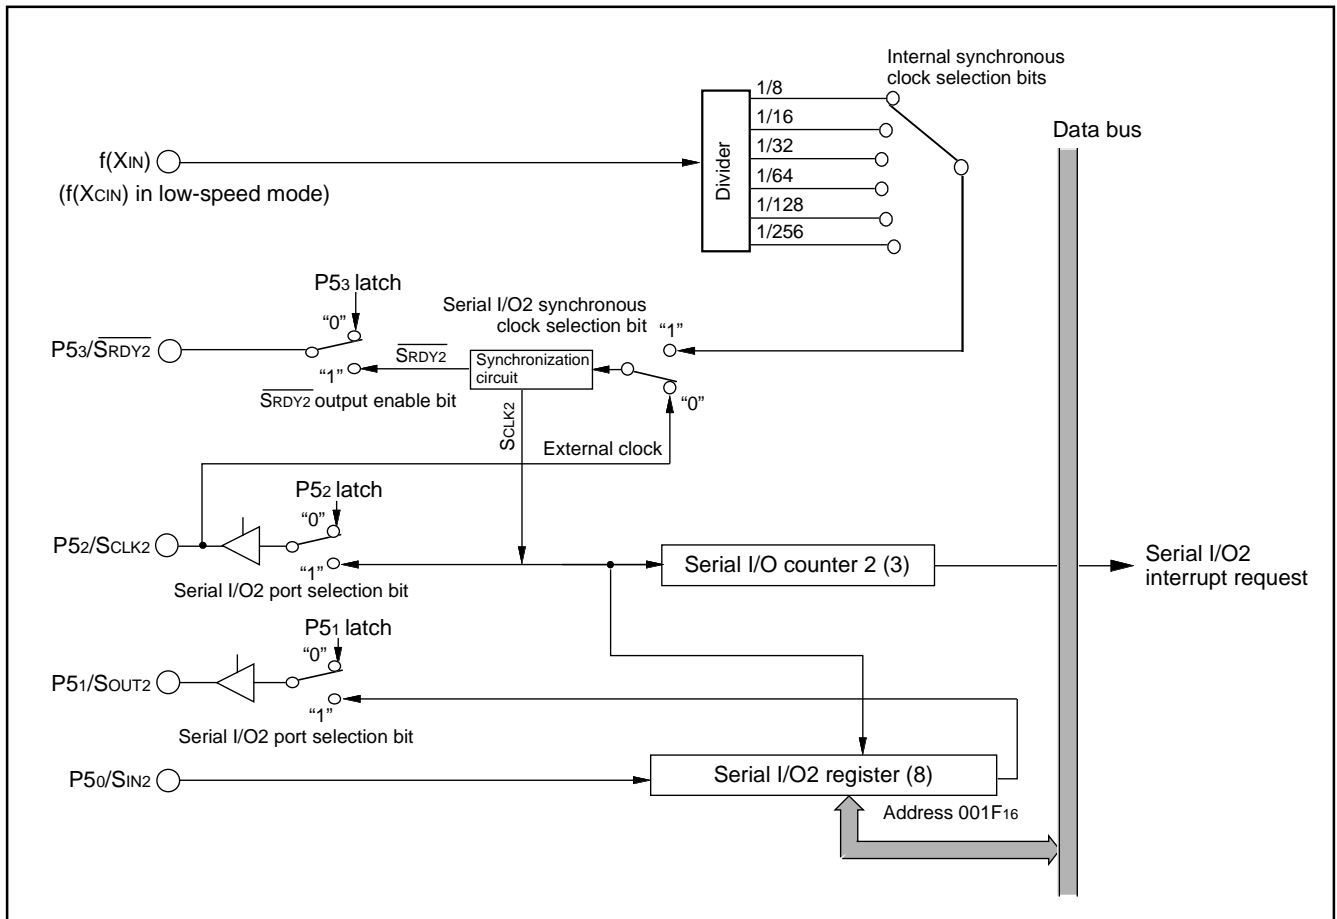 Internal synchronous
clock selection bits
1/8
1/16
1/32
1/64
1/128
1/256
Divider
Data bus
f(XIN)
(f(XCIN) in low-speed mode)
P53 latch
“0”
P53/SRDY2
“1”
SRDY2 output enable bit
SRDY2
Serial I/O2 synchronous
clock selection bit
“1”
Synchronization
circuit
“0”
SCLK2
External clock
P52 latch
“0”
P52/SCLK2
“1”
Serial I/O2 port selection bit
Serial I/O counter 2 (3)
Serial I/O2
interrupt request
P51 latch
“0”
P51/SOUT2
“1”
Serial I/O2 port selection bit
P50/SIN2
Serial I/O2 register (8)
Address 001F16